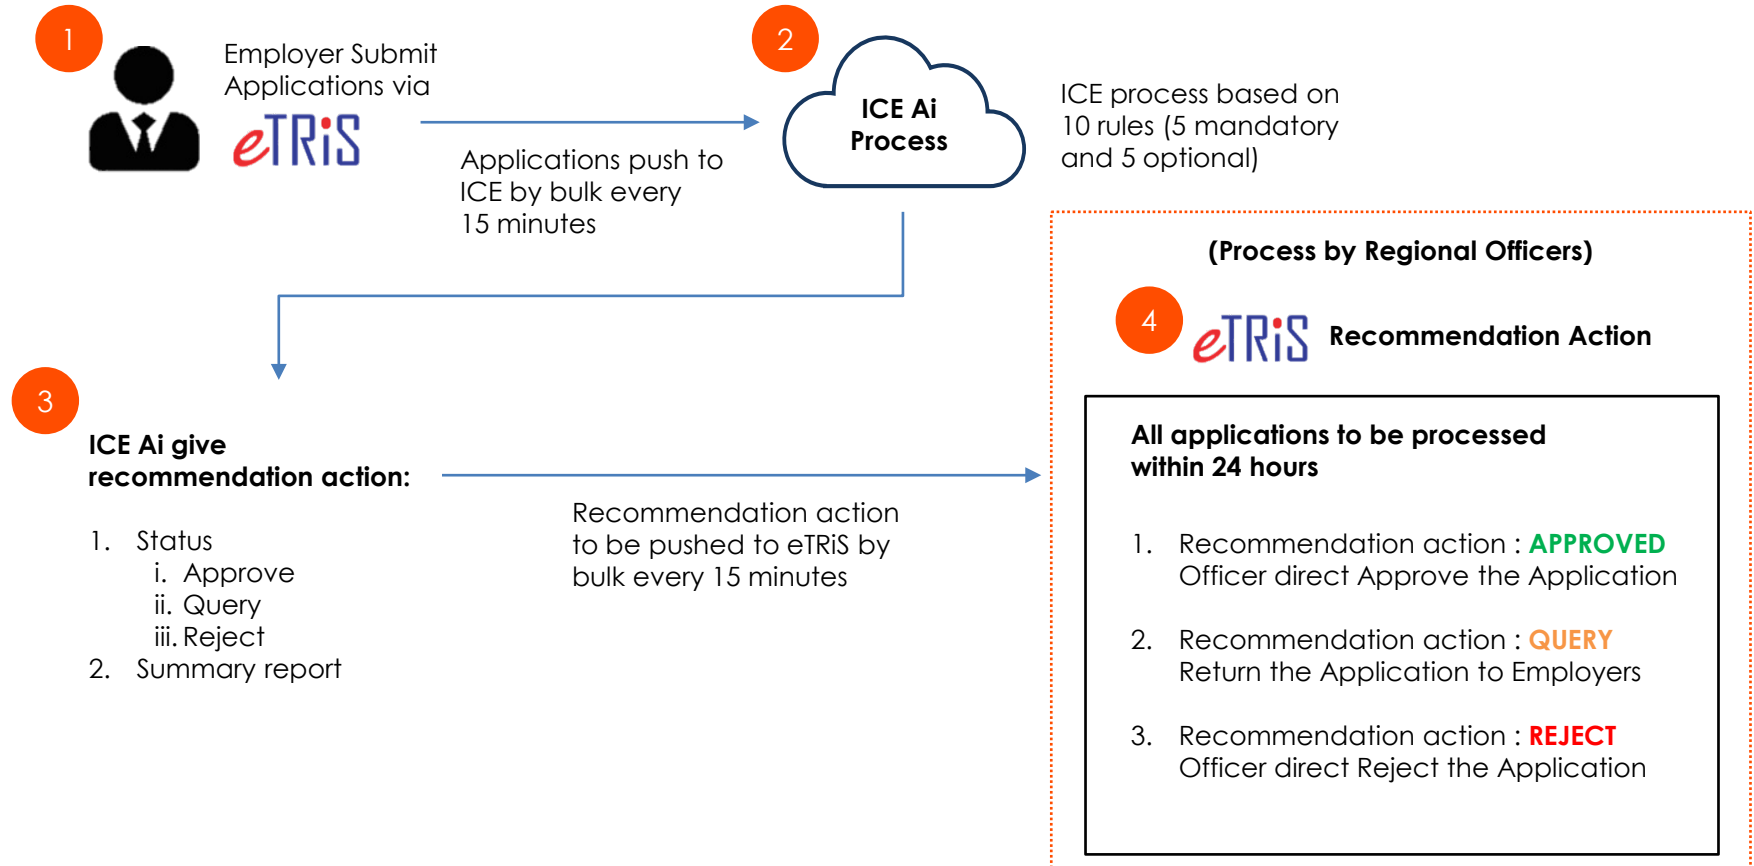 1
Employer Submit
Applications via
eTRiS
Applications push to
ICE by bulk every
15 minutes
2
ICE Ai
Process
ICE process based on
10 rules (5 mandatory
and 5 optional)
3
ICE Ai give
recommendation action:
1. Status
i. Approve
ii. Query
iii. Reject
2. Summary report
Recommendation action
to be pushed to eTRiS by
bulk every 15 minutes
(Process by Regional Officers)
4
eTRiS Recommendation Action
All applications to be processed
within 24 hours
1. Recommendation action : APPROVED
Officer direct Approve the Application
2. Recommendation action : QUERY
Return the Application to Employers
3. Recommendation action : REJECT
Officer direct Reject the Application